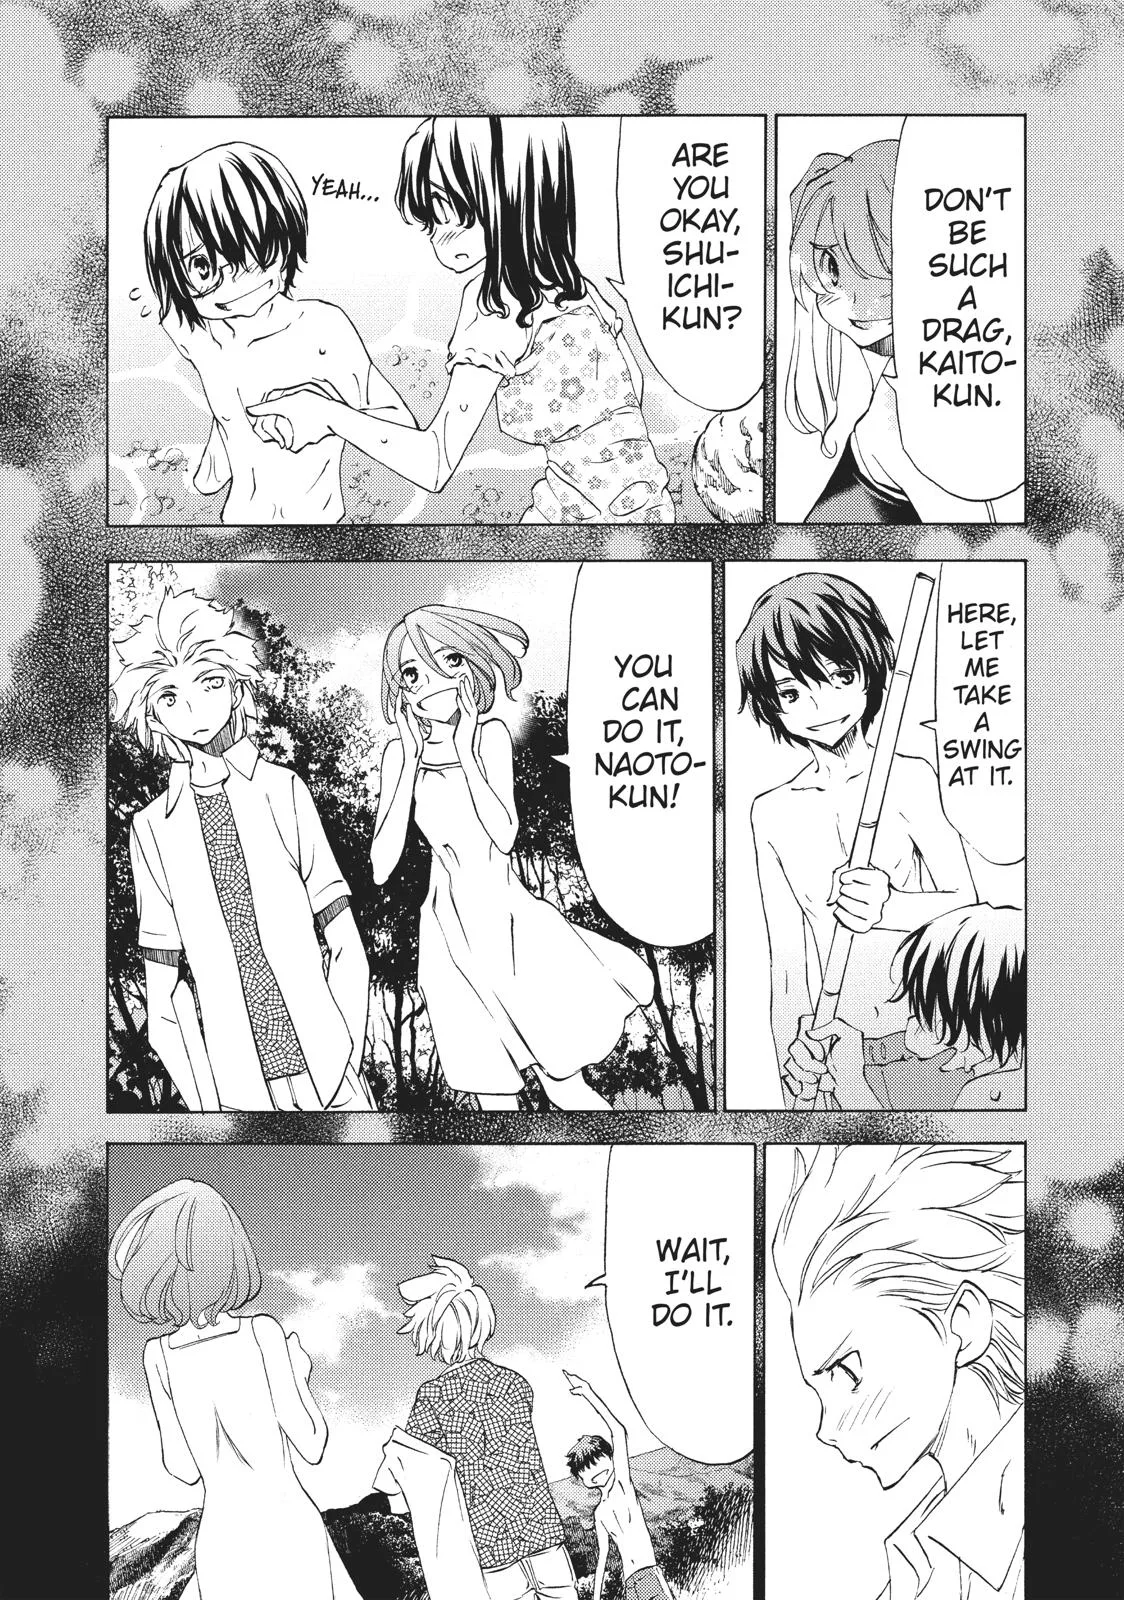 DON'T
BE
SUCH
A
DRAG,
KAITO-
KUN.
ARE
YOU
OKAY,
SHU-
ICHI-
KUN?
YEAH...
HERE,
LET
ME
TAKE
A
SWING
AT IT.
YOU
CAN
DO IT,
NAOTO-
KUN!
WAIT,
I'LL
DO IT.